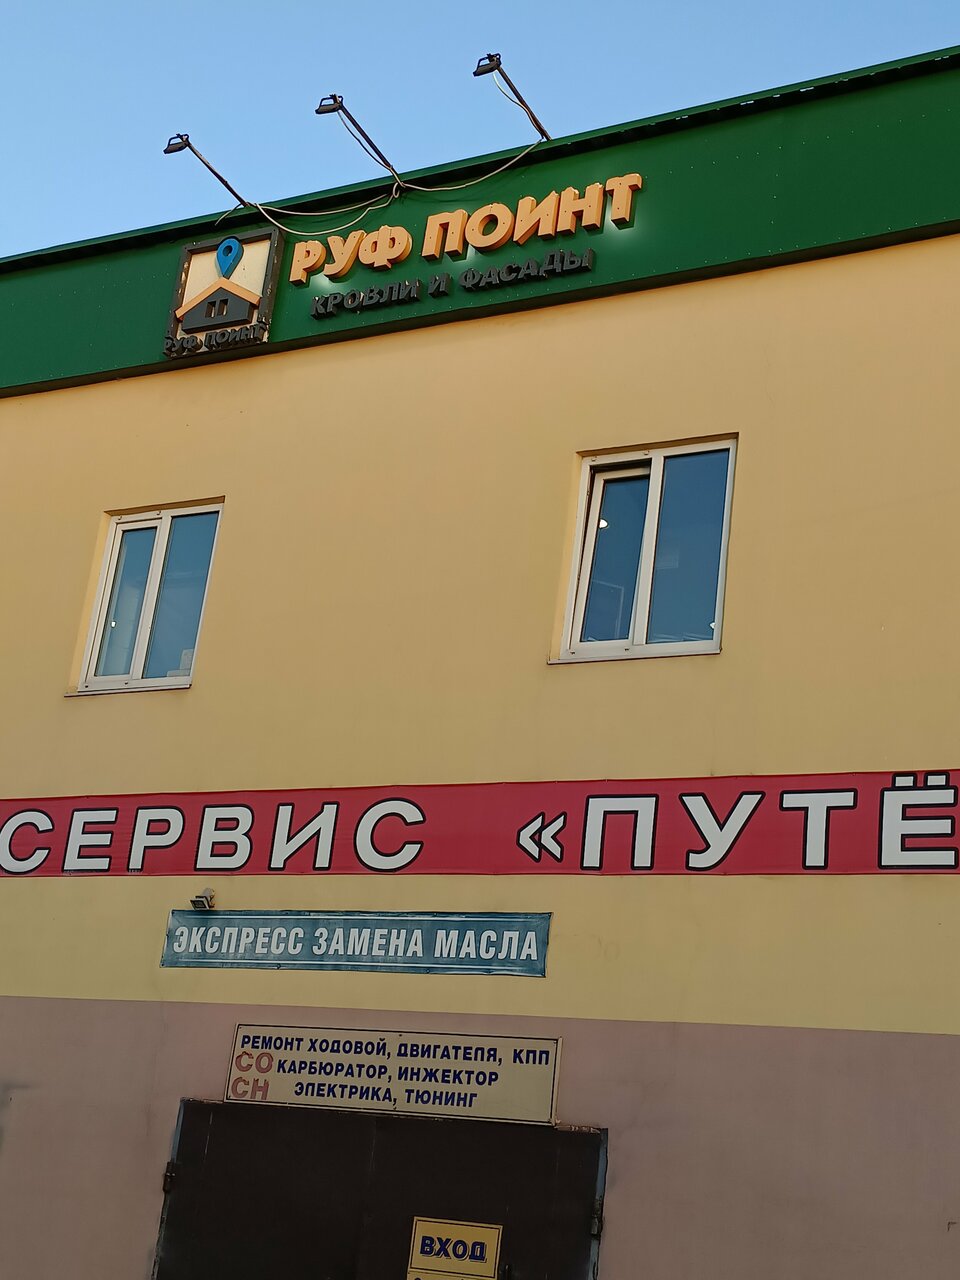 РУФ ПОИНТ
КРОВЛИ И ФАСАДЫ
РУФ ПОИНТ
СЕРВИС «ПУТЁ
ЭКСПРЕСС ЗАМЕНА МАСЛА
РЕМОНТ ХОДОВОЙ, ДВИГАТЕЛЯ, КПП
СО КАРБЮРАТОР, ИНЖЕКТОР
СН ЭЛЕКТРИКА, ТЮНИНГ
ВХОД